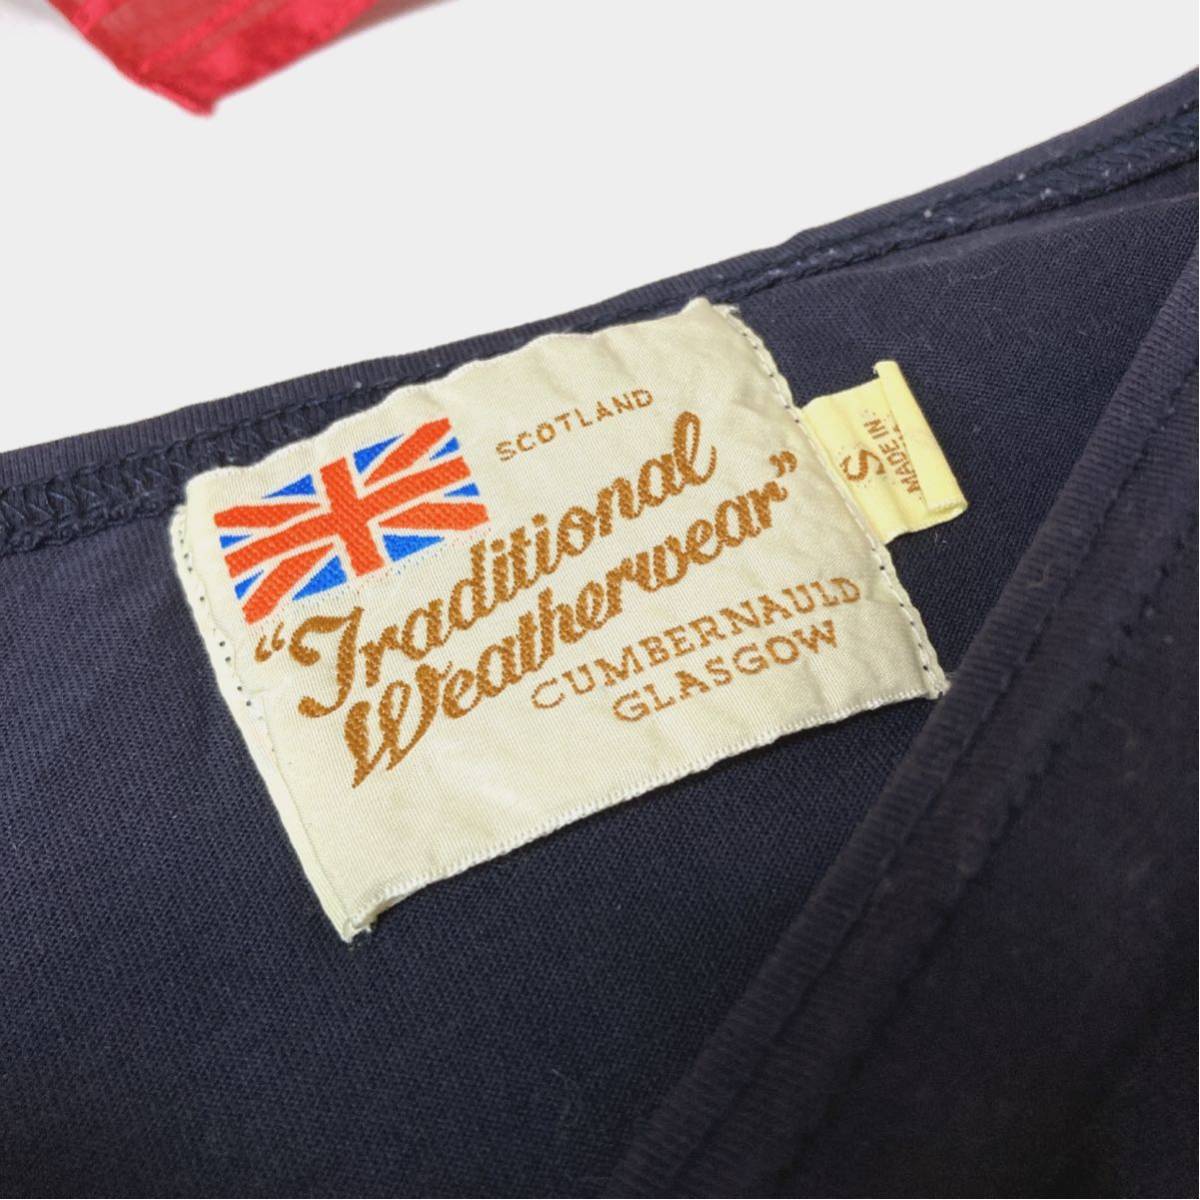 SCOTLAND
“Traditional
Weatherwear”
CUMBERNAULD
GLASGOW
S
MADE IN